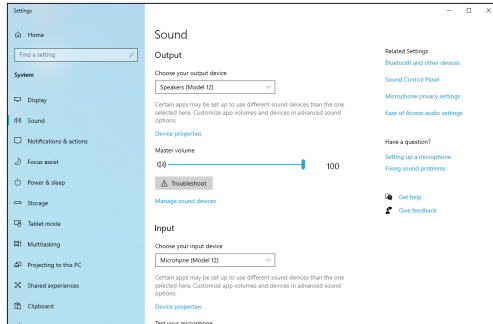 Settings
Home
Find a setting
System
Display
Sound
Notifications & actions
Focus assist
Power & sleep
Storage
Tablet mode
Multitasking
Projecting to this PC
Shared experiences
Clipboard
Sound
Output
Choose your output device
Speakers (Model 12)
Certain apps may be set up to use different sound devices than the one
selected here. Customize app volumes and devices in advanced sound
options.
Device properties
Master volume
100
Troubleshoot
Manage sound devices
Input
Choose your input device
Microhpne (Model 12)
Certain apps may be set up to use different sound devices than the one
selected here. Customize app volumes and devices in advanced sound
options.
Device properties
Test your microphone
Related Settings
Bluetooth and other devices
Sound Control Panel
Microphone privacy settings
Ease of Access audio settings
Have a question?
Setting up a microphone
Fixing sound problems
Get help
Give feedback